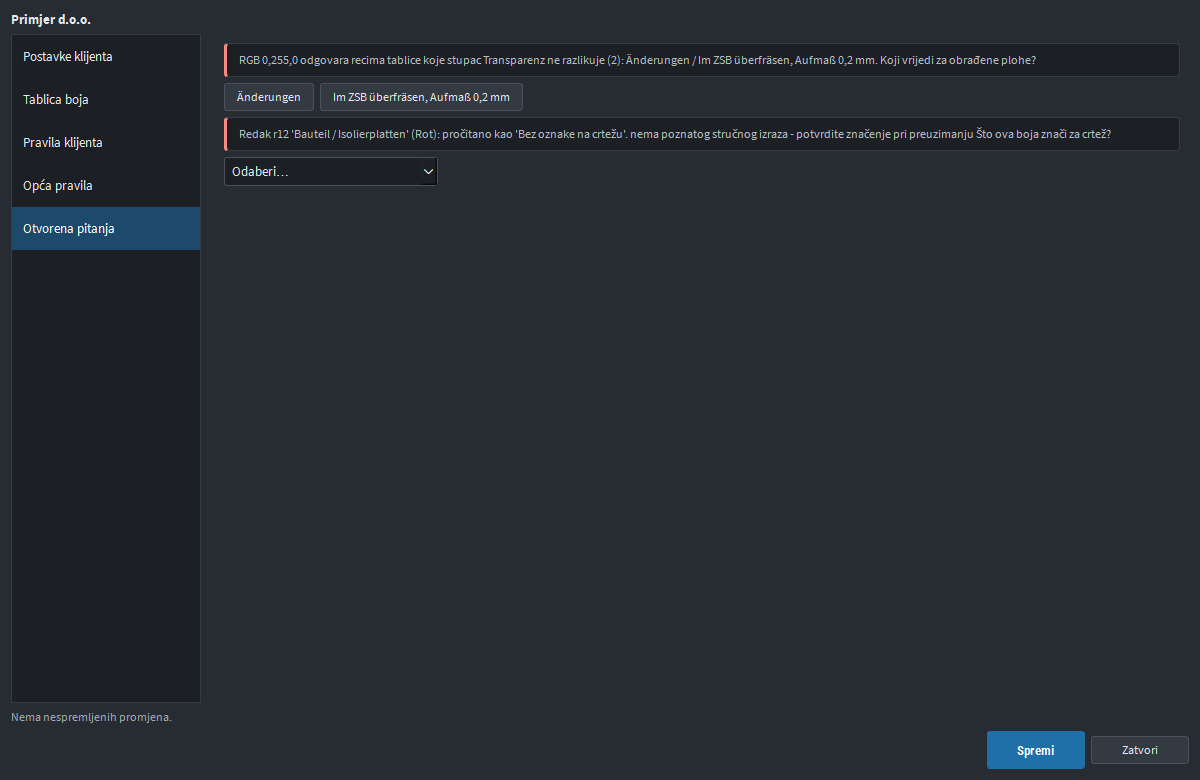 Primjer d.o.o.
Postavke klijenta
Tablica boja
Pravila klijenta
Opća pravila
Otvorena pitanja
RGB 0,255,0 odgovara recima tablice koje stupac Transparenz ne razlikuje (2): Änderungen / Im ZSB überfräsen, Aufmaß 0,2 mm. Koji vrijedi za obrađene plohe?
Änderungen
Im ZSB überfräsen, Aufmaß 0,2 mm
Redak r12 'Bauteil / Isolierplatten' (Rot): pročitano kao 'Bez oznake na crtežu'. nema poznatog stručnog izraza - potvrdite značenje pri preuzimanju Što ova boja znači za crtež?
Odaberi...
Nema nespremljenih promjena.
Spremi
Zatvori